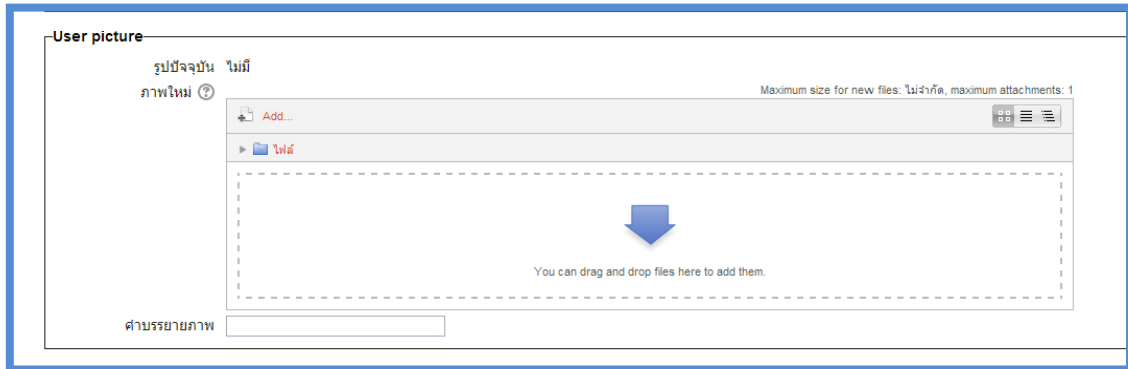 User picture
รูปปัจจุบัน ไม่มี
ภาพใหม่
Maximum size for new files: ไม่จำกัด, maximum attachments: 1
Add...
ไฟล์
You can drag and drop files here to add them.
คำบรรยายภาพ